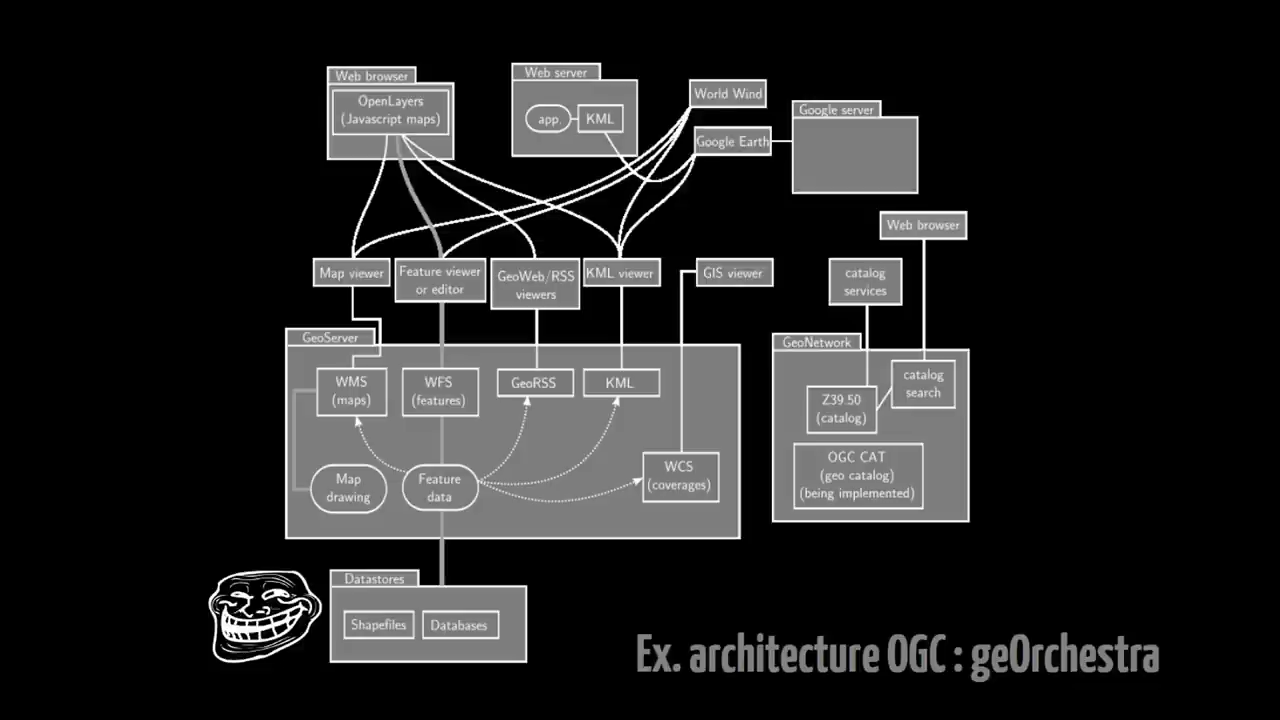 Web browser
OpenLayers
(Javascript maps)
Web server
app.
KML
World Wind
Google Earth
Google server
Web browser
Map viewer
Feature viewer
or editor
GeoWeb/RSS
viewers
KML viewer
GIS viewer
catalog
services
GeoServer
WMS
(maps)
WFS
(features)
GeoRSS
KML
GeoNetwork
Z39.50
(catalog)
catalog
search
Map
drawing
Feature
data
WCS
(coverages)
OGC CAT
(geo catalog)
(being implemented)
Datastores
Shapefiles
Databases
Ex. architecture OGC : geOrchestra